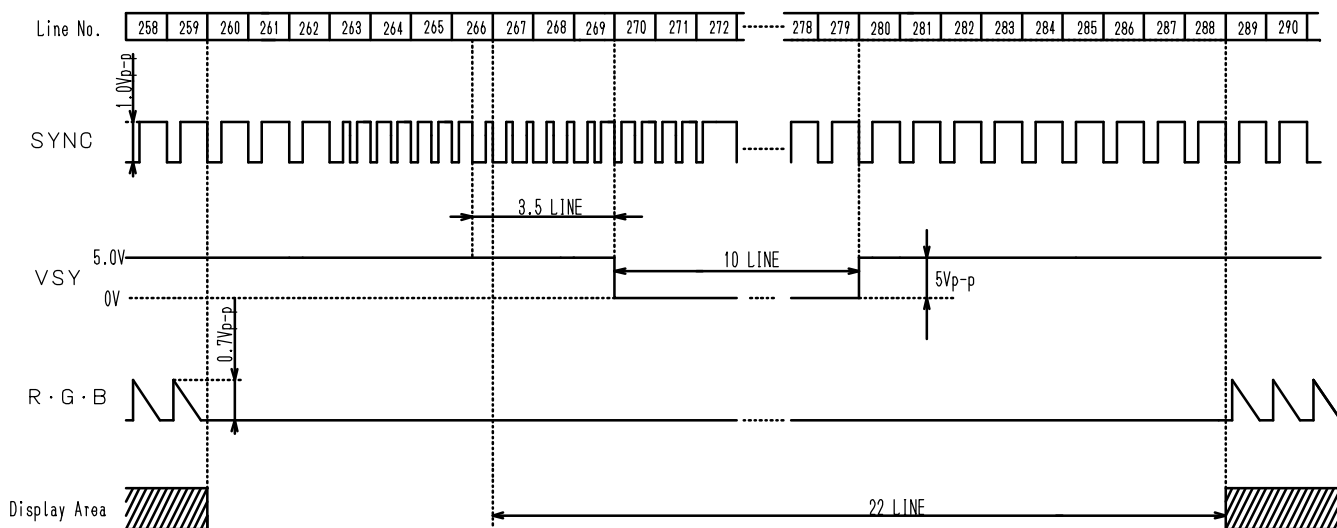 Line No. 258 259 260 261 262 263 264 265 266 267 268 269 270 271 272 278 279 280 281 282 283 284 285 286 287 288 289 290
1.0Vp-p
SYNC
3.5 LINE
5.0V
VSY
10 LINE
5Vp-p
0V
0.7Vp-p
R·G·B
Display Area
22 LINE